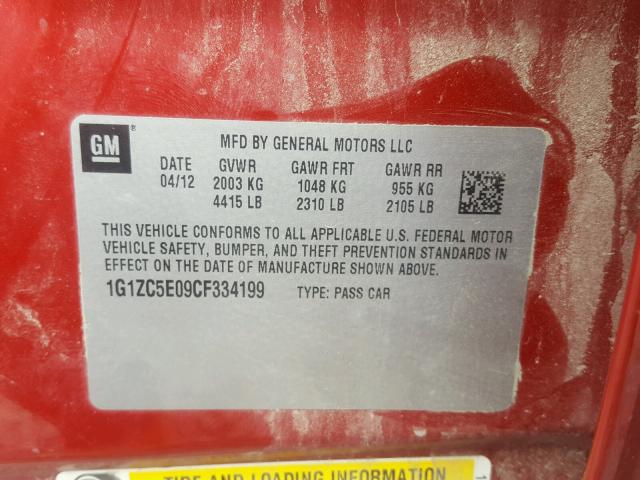 GM ®
MFD BY GENERAL MOTORS LLC
DATE GVWR GAWR FRT GAWR RR
04/12 2003 KG 1048 KG 955 KG
4415 LB 2310 LB 2105 LB
THIS VEHICLE CONFORMS TO ALL APPLICABLE U.S. FEDERAL MOTOR
VEHICLE SAFETY, BUMPER, AND THEFT PREVENTION STANDARDS IN
EFFECT ON THE DATE OF MANUFACTURE SHOWN ABOVE.
1G1ZC5E09CF334199 TYPE: PASS CAR
TIRE AND LOADING INFORMATION